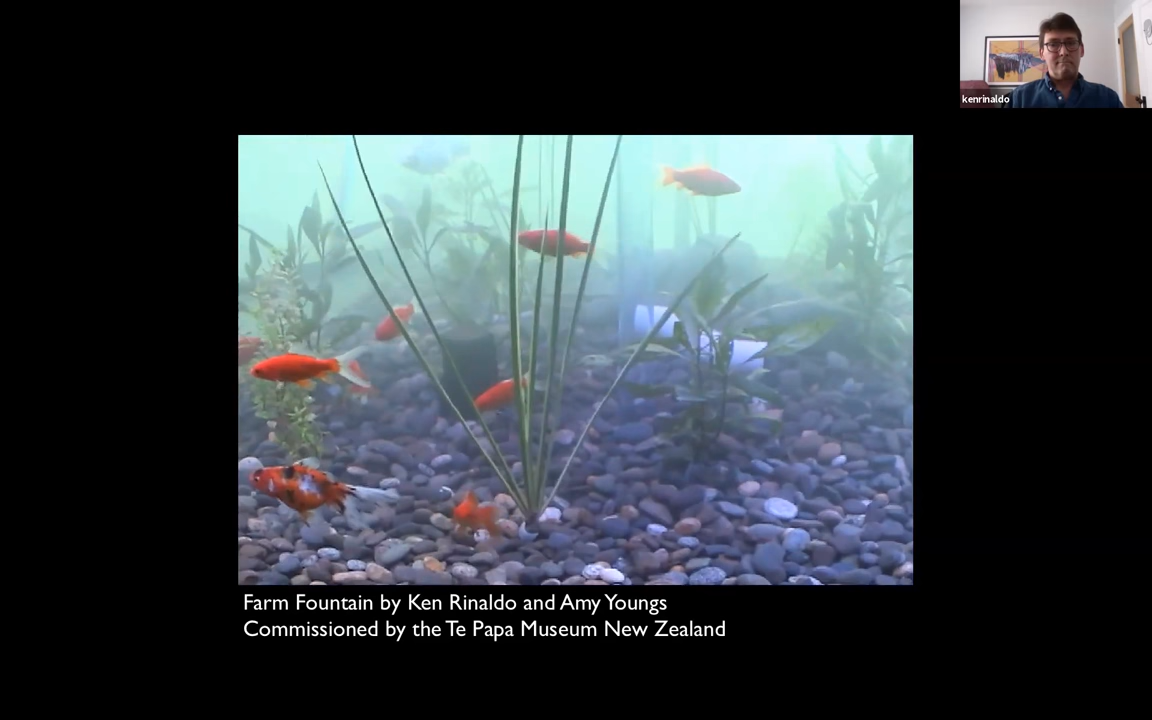 kenrinaldo
Farm Fountain by Ken Rinaldo and Amy Youngs
Commissioned by the Te Papa Museum New Zealand